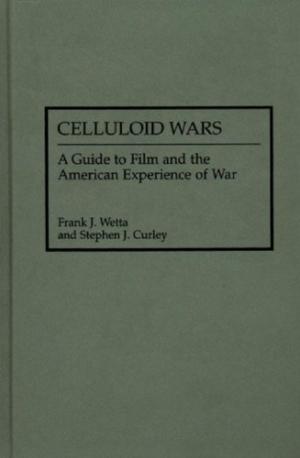 CELLULOID WARS
A Guide to Film and the
American Experience of War
Frank J. Wetta
and Stephen J. Curley